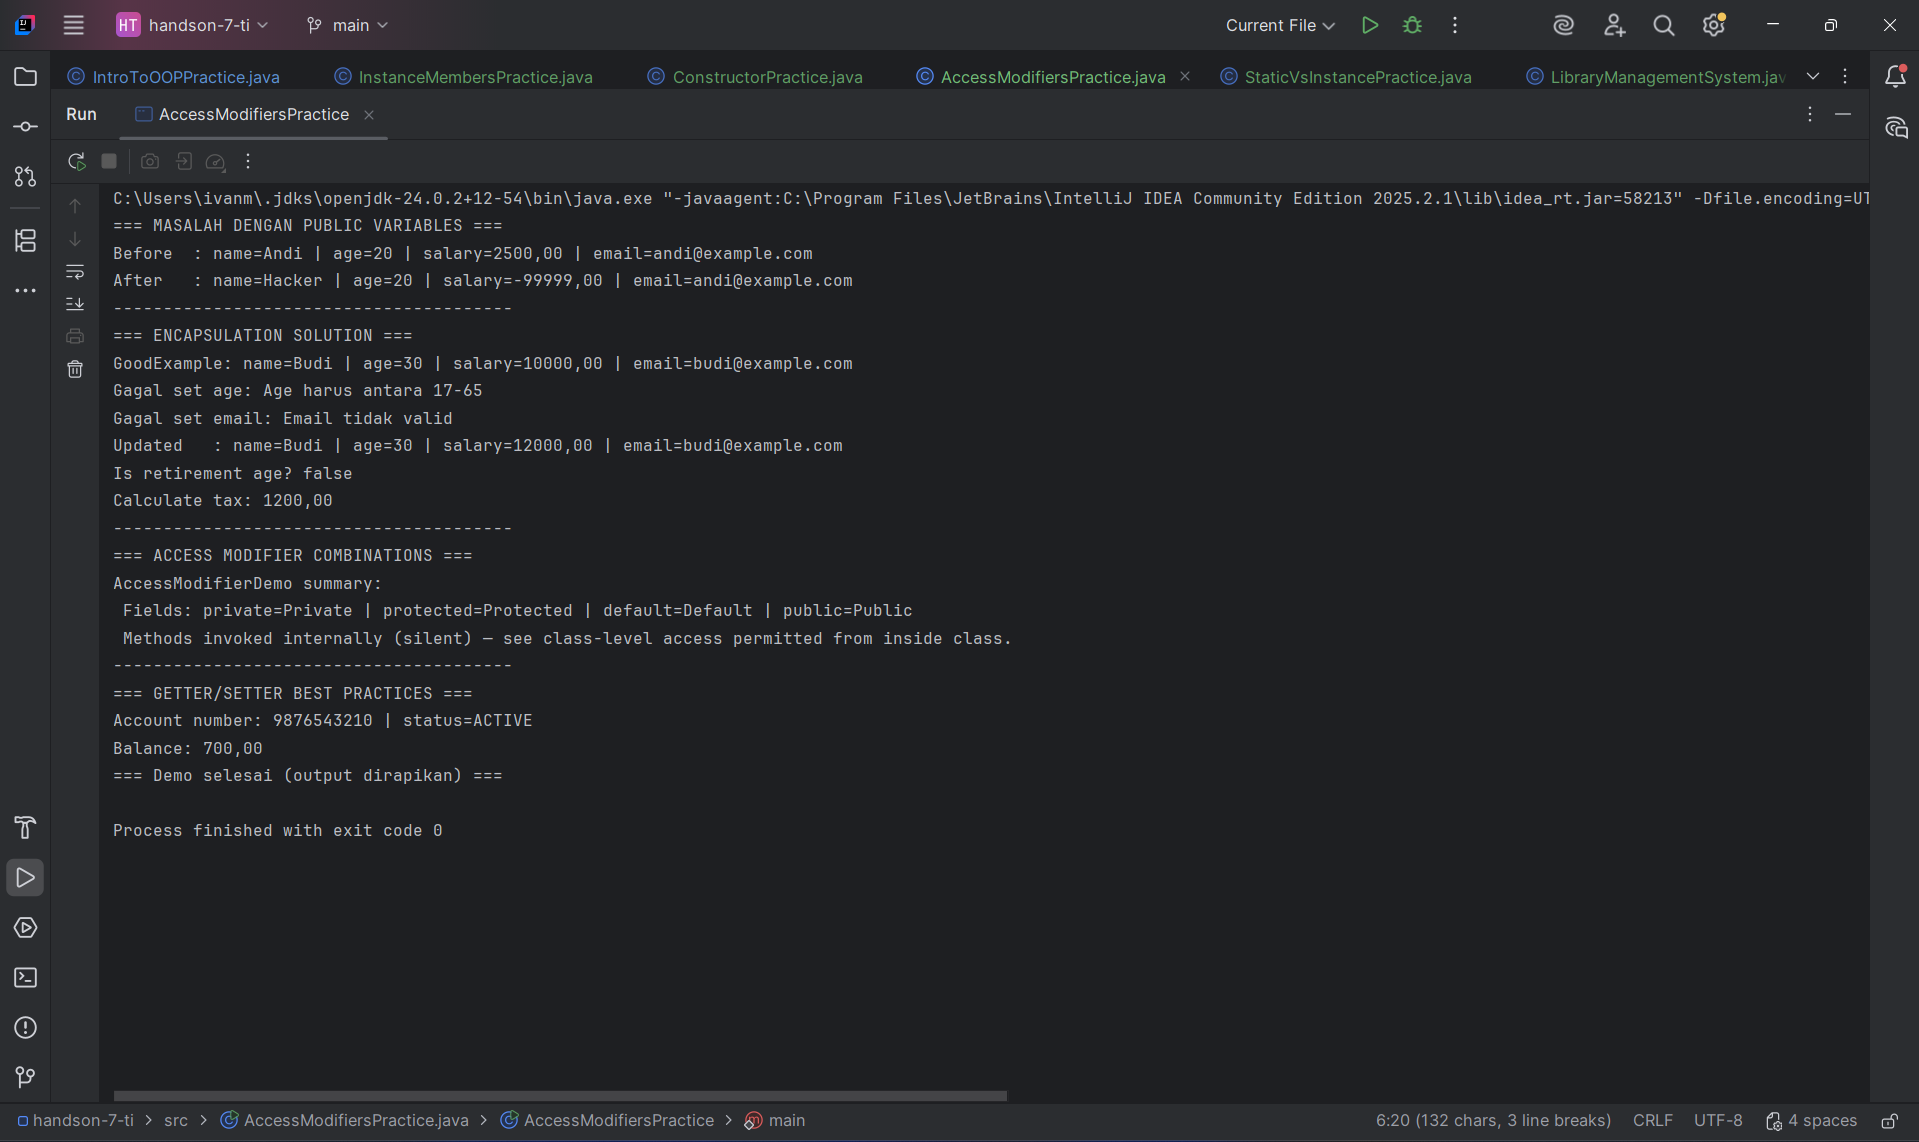 HT handson-7-ti main Current File
IntroToOOPPractice.java InstanceMembersPractice.java ConstructorPractice.java AccessModifiersPractice.java StaticVsInstancePractice.java LibraryManagementSystem.jav
Run AccessModifiersPractice
C:\Users\ivanm\.jdks\openjdk-24.0.2+12-54\bin\java.exe "-javaagent:C:\Program Files\JetBrains\IntelliJ IDEA Community Edition 2025.2.1\lib\idea_rt.jar=58213" -Dfile.encoding=UT
=== MASALAH DENGAN PUBLIC VARIABLES ===
Before  : name=Andi | age=20 | salary=2500,00 | email=andi@example.com
After   : name=Hacker | age=20 | salary=-99999,00 | email=andi@example.com
----------------------------------------
=== ENCAPSULATION SOLUTION ===
GoodExample: name=Budi | age=30 | salary=10000,00 | email=budi@example.com
Gagal set age: Age harus antara 17-65
Gagal set email: Email tidak valid
Updated   : name=Budi | age=30 | salary=12000,00 | email=budi@example.com
Is retirement age? false
Calculate tax: 1200,00
----------------------------------------
=== ACCESS MODIFIER COMBINATIONS ===
AccessModifierDemo summary:
 Fields: private=Private | protected=Protected | default=Default | public=Public
 Methods invoked internally (silent) — see class-level access permitted from inside class.
----------------------------------------
=== GETTER/SETTER BEST PRACTICES ===
Account number: 9876543210 | status=ACTIVE
Balance: 700,00
=== Demo selesai (output dirapikan) ===
Process finished with exit code 0
handson-7-ti > src > AccessModifiersPractice.java > AccessModifiersPractice > main 6:20 (132 chars, 3 line breaks) CRLF UTF-8 4 spaces